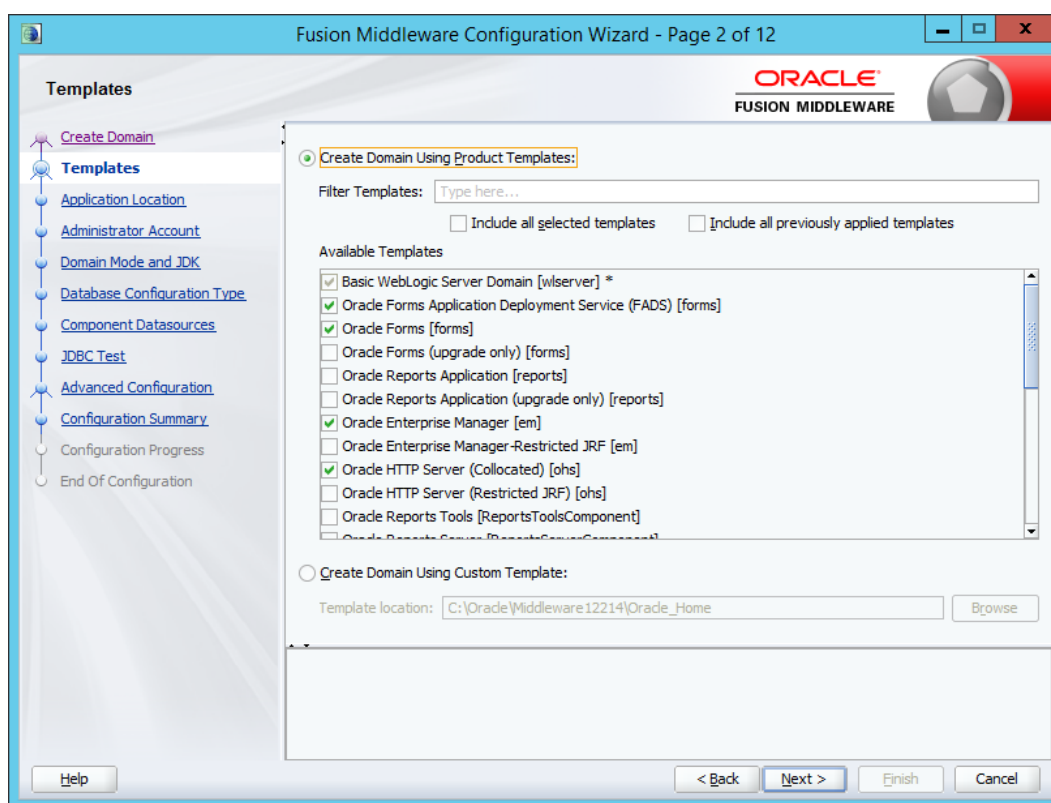 Fusion Middleware Configuration Wizard - Page 2 of 12
Templates
ORACLE
FUSION MIDDLEWARE
Create Domain
Templates
Application Location
Administrator Account
Domain Mode and JDK
Database Configuration Type
Component Datasources
JDBC Test
Advanced Configuration
Configuration Summary
Configuration Progress
End Of Configuration
Create Domain Using Product Templates:
Filter Templates: Type here...
Include all selected templates Include all previously applied templates
Available Templates
Basic WebLogic Server Domain [wlserver] *
Oracle Forms Application Deployment Service (FADS) [forms]
Oracle Forms [forms]
Oracle Forms (upgrade only) [forms]
Oracle Reports Application [reports]
Oracle Reports Application (upgrade only) [reports]
Oracle Enterprise Manager [em]
Oracle Enterprise Manager-Restricted JRF [em]
Oracle HTTP Server (Collocated) [ohs]
Oracle HTTP Server (Restricted JRF) [ohs]
Oracle Reports Tools [ReportsToolsComponent]
Oracle Reports Server [ReportsServerComponent]
Create Domain Using Custom Template:
Template location: C:\Oracle\Middleware12214\Oracle_Home Browse
Help < Back Next > Finish Cancel